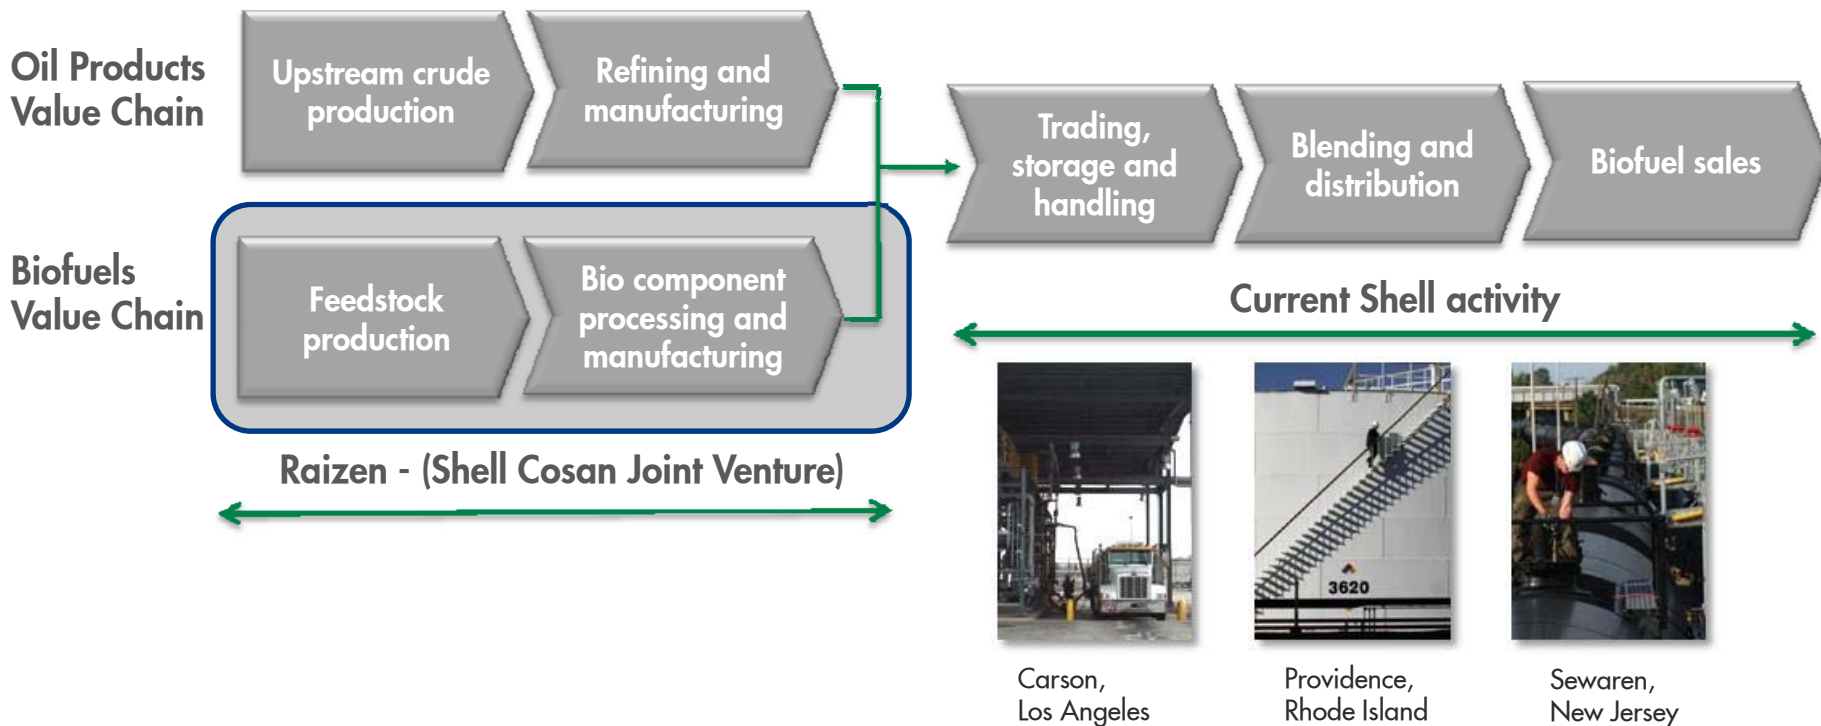 Oil Products
Value Chain
Upstream crude
production
Refining and
manufacturing
Trading,
storage and
handling
Blending and
distribution
Biofuel sales
Biofuels
Value Chain
Feedstock
production
Bio component
processing and
manufacturing
Current Shell activity
Raizen - (Shell Cosan Joint Venture)
3620
Carson,
Los Angeles
Providence,
Rhode Island
Sewaren,
New Jersey